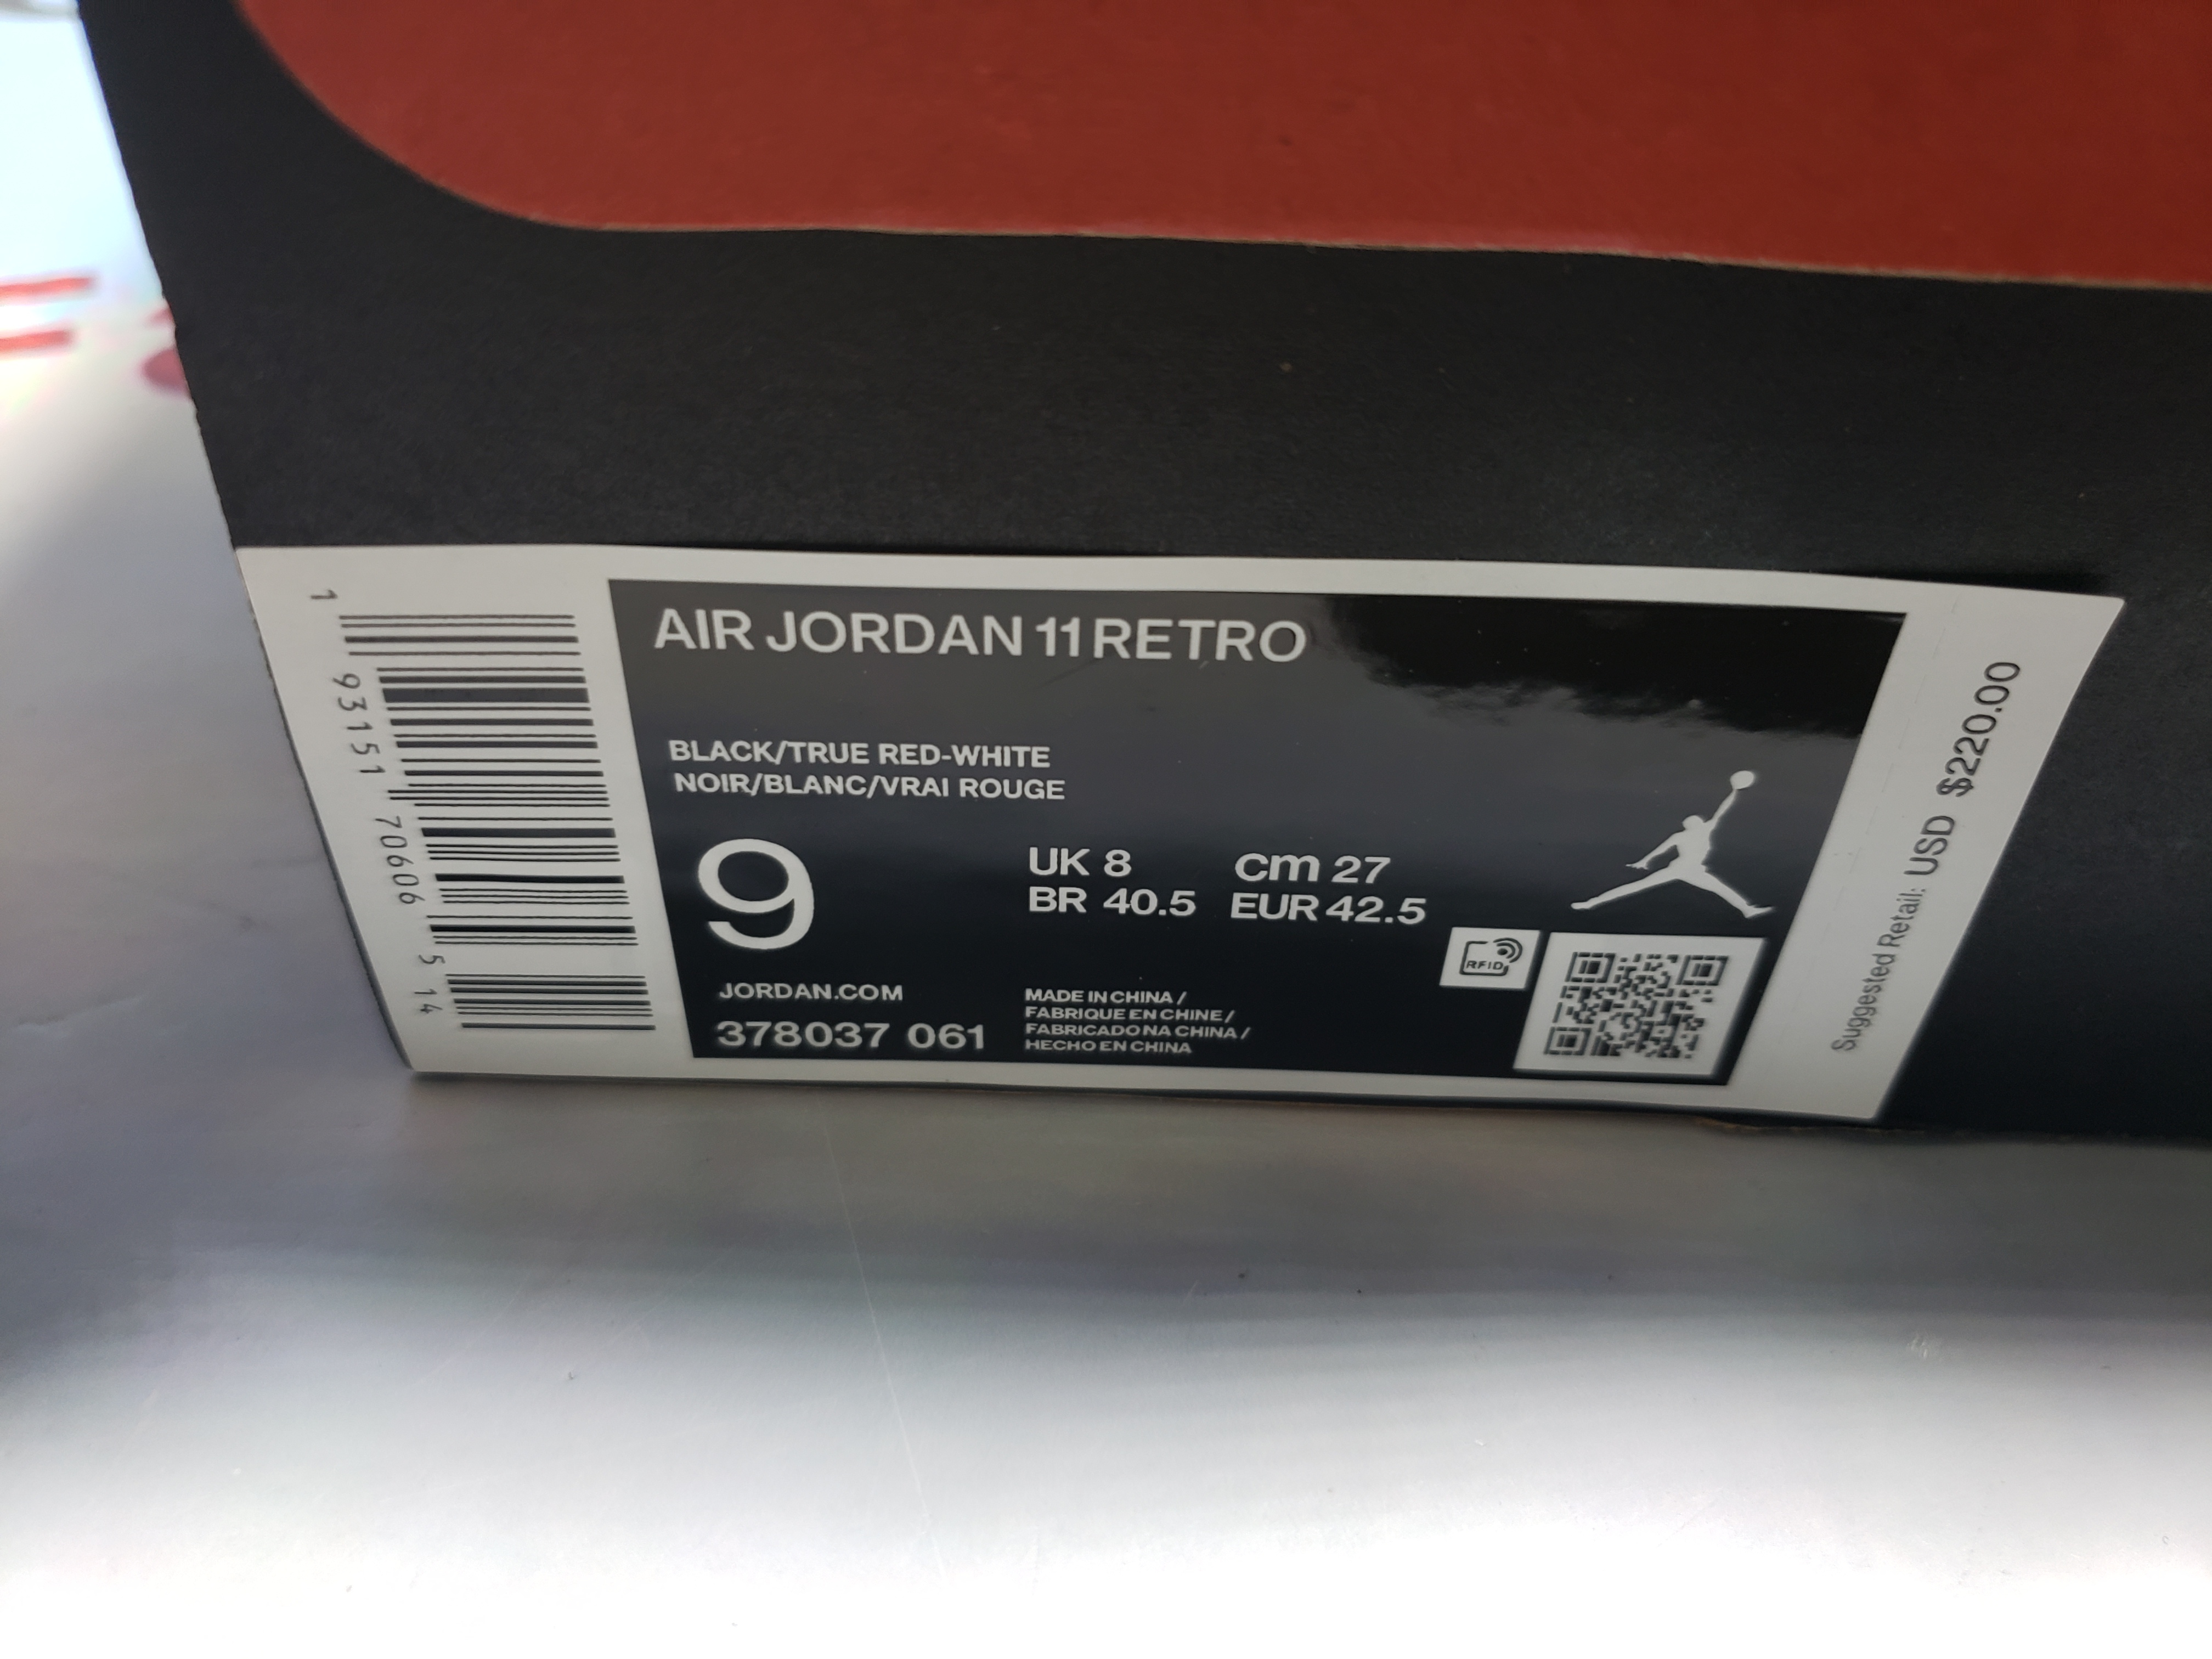 AIR JORDAN 11 RETRO
BLACK/TRUE RED-WHITE
NOIR/BLANC/VRAI ROUGE
9
UK 8 cm 27
BR 40.5 EUR 42.5
JORDAN.COM
378037 061
MADE IN CHINA /
FABRIQUE EN CHINE /
FABRICADO NA CHINA /
HECHO EN CHINA
RFID
1 93151 70606 5 14
Suggested Retail: USD $220.00